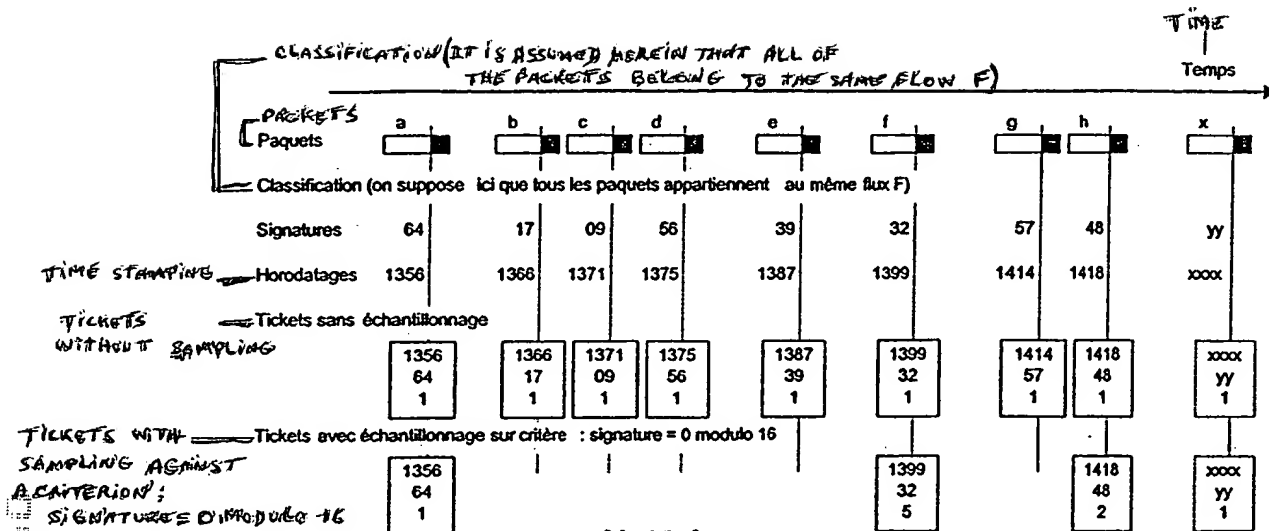 TIME
CLASSIFICATION (IT IS ASSUMED HEREIN THAT ALL OF
THE PACKETS BELONG TO THE SAME FLOW F)
Temps
PACKETS
Paquets
a b c d e f g h x
Classification (on suppose ici que tous les paquets appartiennent au même flux F)
Signatures 64 17 09 56 39 32 57 48 yy
TIME STAMPING Horodatages 1356 1366 1371 1375 1387 1399 1414 1418 xxxx
TICKETS Tickets sans échantillonnage
WITHOUT SAMPLING
1356 1366 1371 1375 1387 1399 1414 1418 xxxx
64 17 09 56 39 32 57 48 yy
1 1 1 1 1 1 1 1 1
TICKETS WITH Tickets avec échantillonnage sur critère : signature = 0 modulo 16
SAMPLING AGAINST
A CRITERION:
SIGNATURE = 0 MODULO 16
1356 1399 1418 xxxx
64 32 48 yy
1 5 2 1